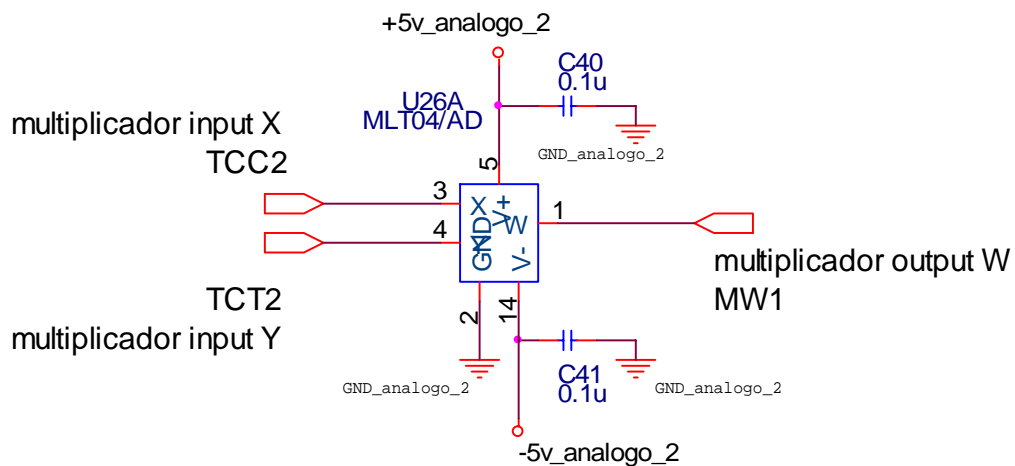 +5v_analogo_2
C40
0.1u
U26A
MLT04/AD
multiplicador input X
TCC2
GND_analogo_2
5
3
X
V+
W
1
4
Y
GND
V-
multiplicador output W
MW1
TCT2
multiplicador input Y
2
14
GND_analogo_2
C41
0.1u
GND_analogo_2
-5v_analogo_2